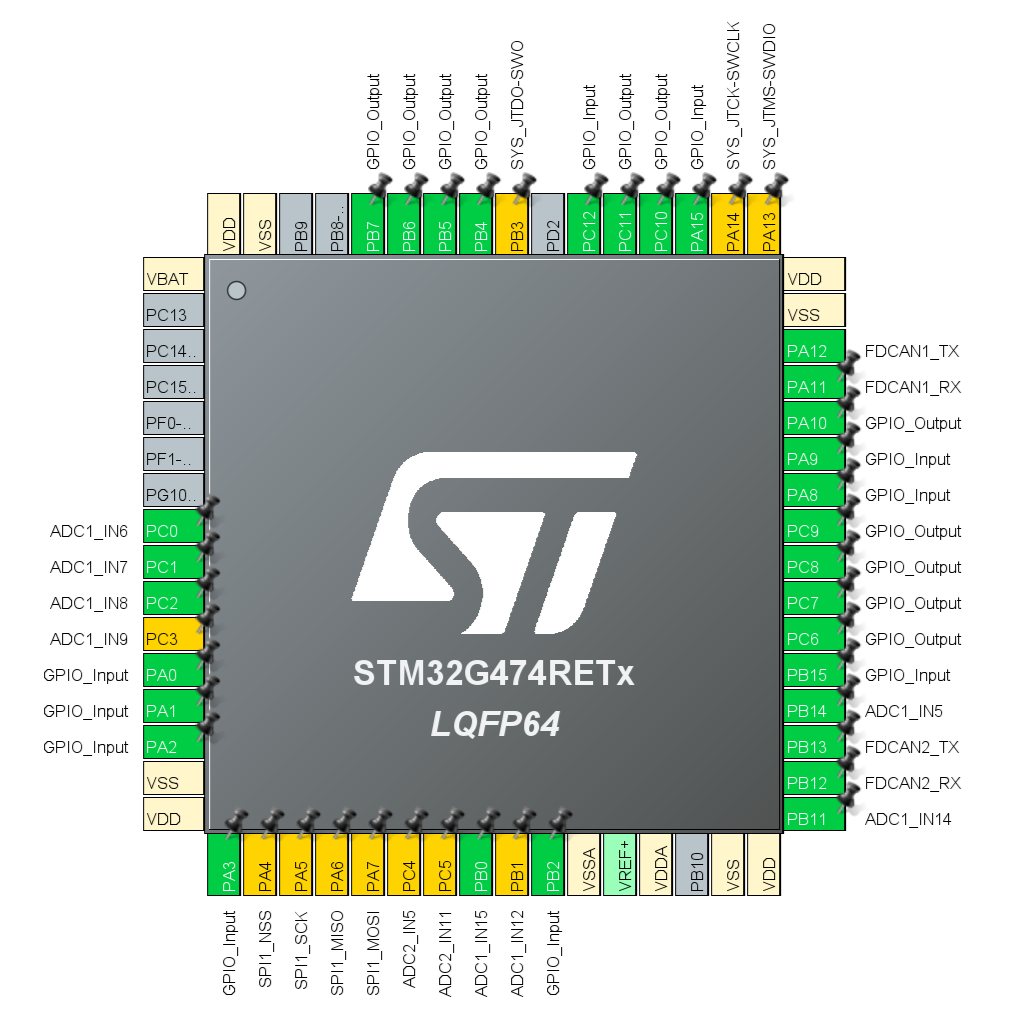 GPIO_Output
GPIO_Output
GPIO_Output
GPIO_Output
SYS_JTDO-SWO
GPIO_Input
GPIO_Output
GPIO_Output
GPIO_Input
SYS_JTCK-SWCLK
SYS_JTMS-SWDIO
VDD
VSS
PB9
PB8-..
PB7
PB6
PB5
PB4
PB3
PD2
PC12
PC11
PC10
PA15
PA14
PA13
VBAT
PC13
PC14..
PC15..
PF0-..
PF1-..
PG10..
ADC1_IN6 PC0
ADC1_IN7 PC1
ADC1_IN8 PC2
ADC1_IN9 PC3
GPIO_Input PA0
GPIO_Input PA1
GPIO_Input PA2
VSS
VDD
STM32G474RETx
LQFP64
VDD
VSS
PA12 FDCAN1_TX
PA11 FDCAN1_RX
PA10 GPIO_Output
PA9 GPIO_Input
PA8 GPIO_Input
PC9 GPIO_Output
PC8 GPIO_Output
PC7 GPIO_Output
PC6 GPIO_Output
PB15 GPIO_Input
PB14 ADC1_IN5
PB13 FDCAN2_TX
PB12 FDCAN2_RX
PB11 ADC1_IN14
PA3
PA4
PA5
PA6
PA7
PC4
PC5
PB0
PB1
PB2
VSSA
VREF+
VDDA
PB10
VSS
VDD
GPIO_Input
SPI1_NSS
SPI1_SCK
SPI1_MISO
SPI1_MOSI
ADC2_IN5
ADC2_IN11
ADC1_IN15
ADC1_IN12
GPIO_Input